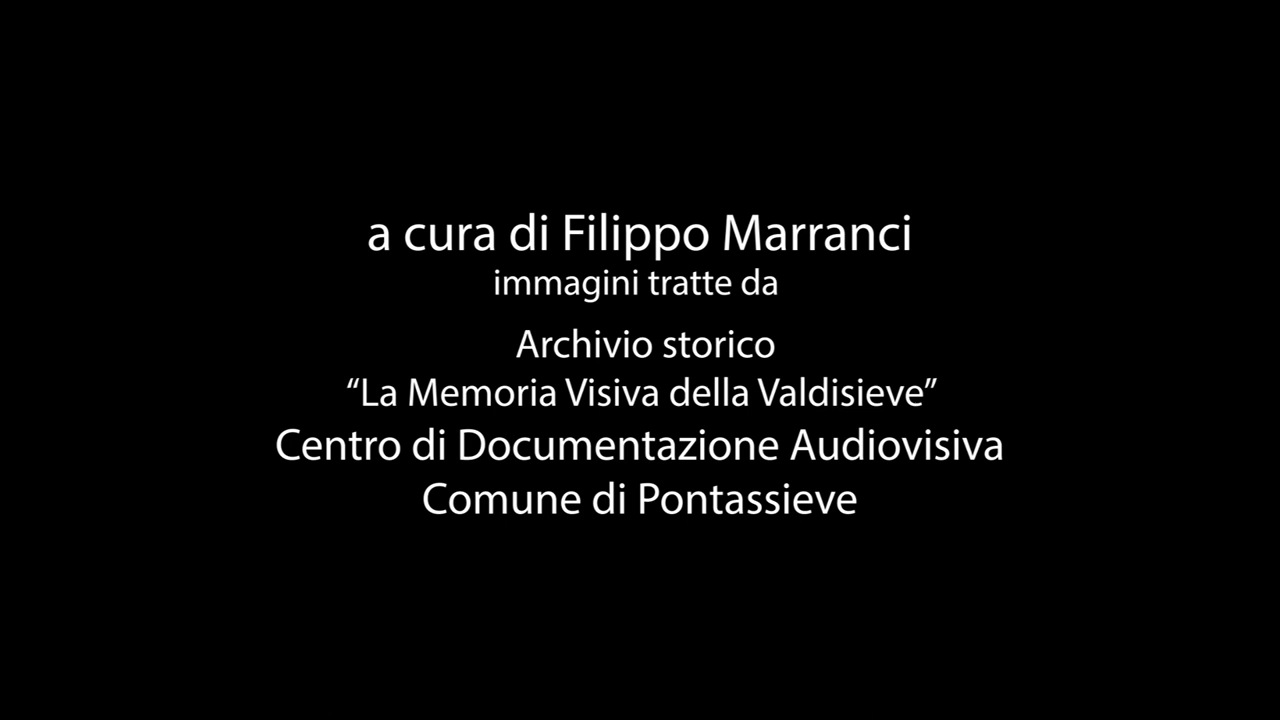 a cura di Filippo Marranci
immagini tratte da
Archivio storico
“La Memoria Visiva della Valdisieve”
Centro di Documentazione Audiovisiva
Comune di Pontassieve